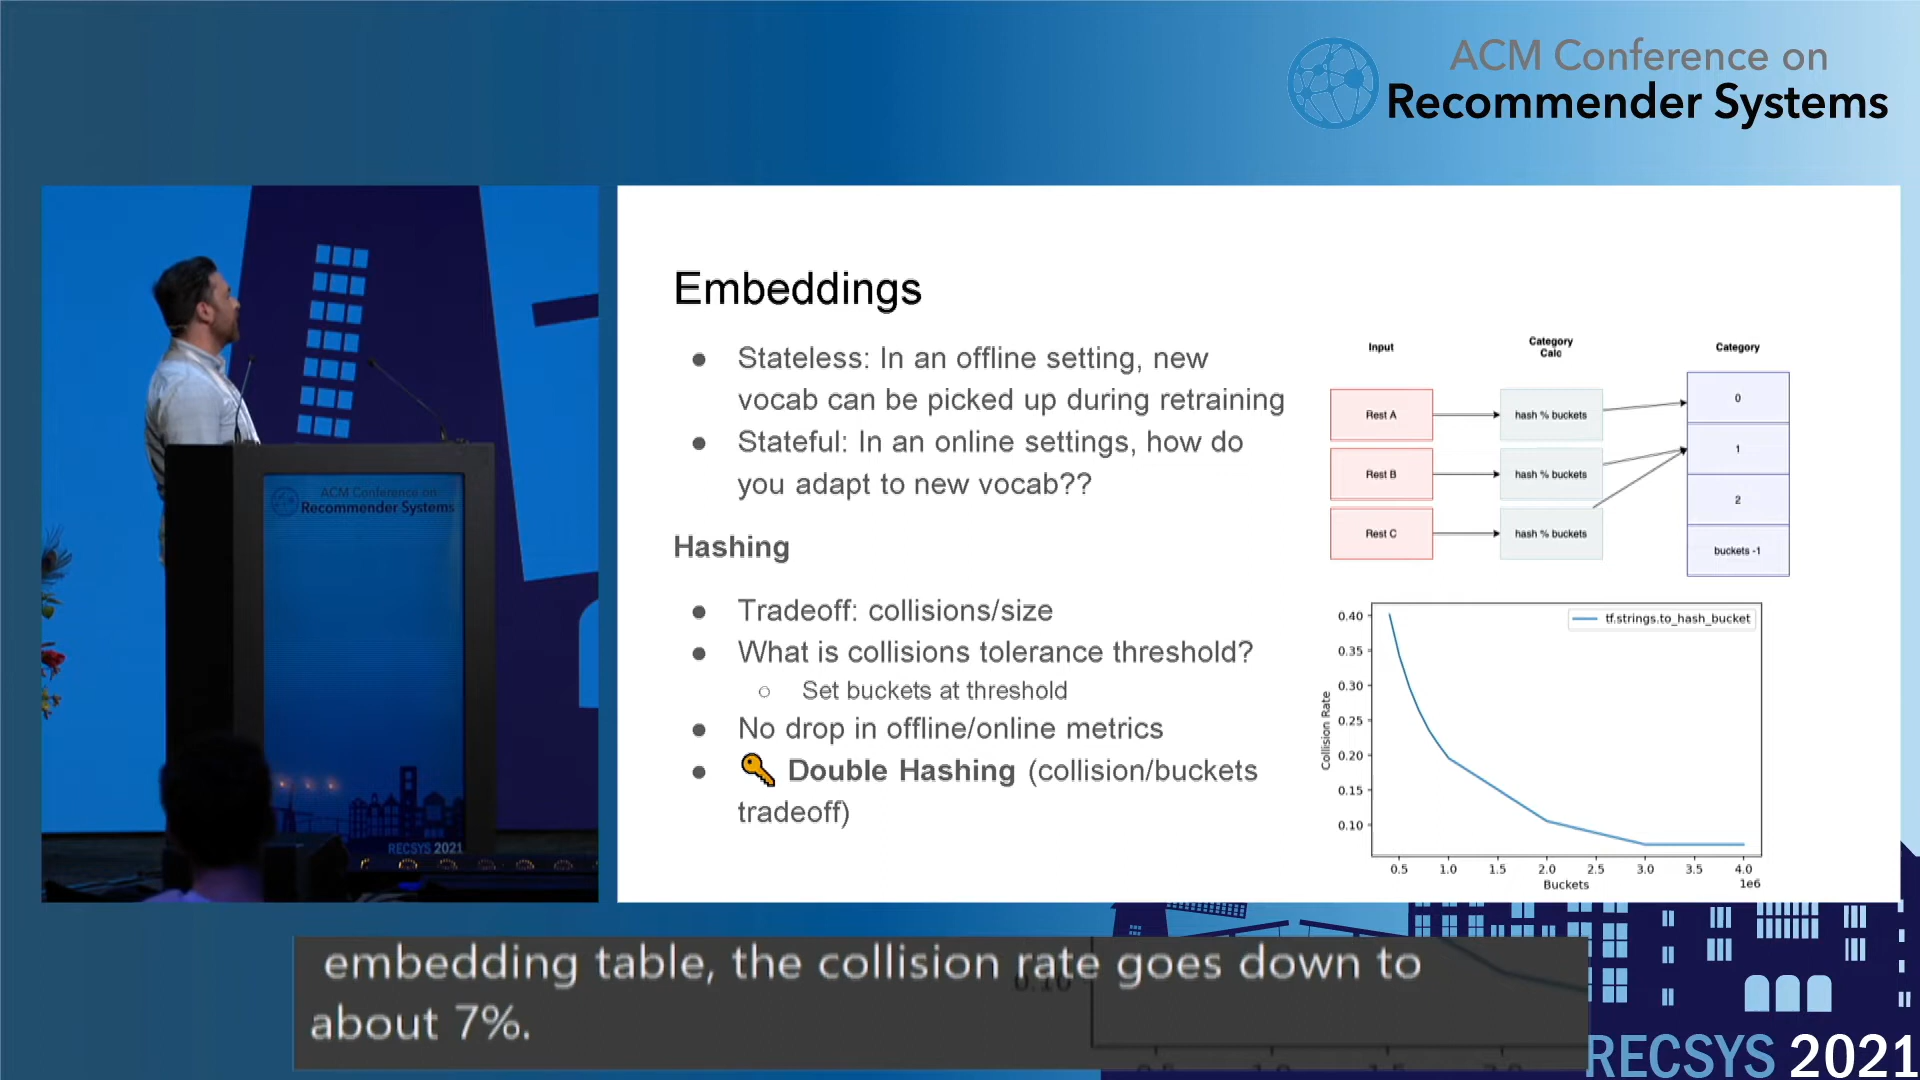 ACM Conference on
Recommender Systems
ACM Conference on
Recommender Systems
RECSYS 2021
Embeddings
● Stateless: In an offline setting, new
vocab can be picked up during retraining
● Stateful: In an online settings, how do
you adapt to new vocab??
Hashing
● Tradeoff: collisions/size
● What is collisions tolerance threshold?
○ Set buckets at threshold
● No drop in offline/online metrics
● 🔑 Double Hashing (collision/buckets
tradeoff)
Input
Category
Calc
Category
Rest A
hash % buckets
0
Rest B
hash % buckets
1
Rest C
hash % buckets
2
buckets -1
tf.strings.to_hash_bucket
Collision Rate
0.40
0.35
0.30
0.25
0.20
0.15
0.10
0.5 1.0 1.5 2.0 2.5 3.0 3.5 4.0
Buckets
1e6
embedding table, the collision rate goes down to
about 7%.
0.10
RECSYS 2021